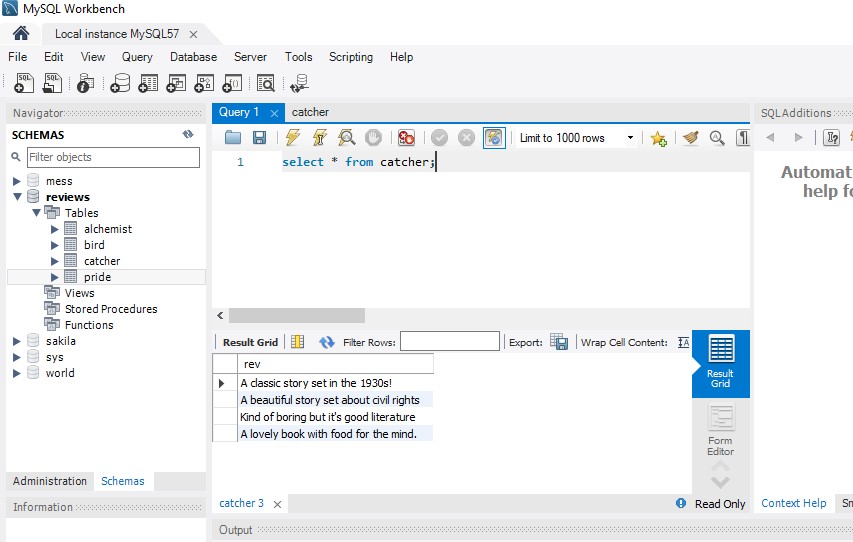 MySQL Workbench
Local instance MySQL57
File Edit View Query Database Server Tools Scripting Help
Navigator
SCHEMAS
Filter objects
mess
reviews
Tables
alchemist
bird
catcher
pride
Views
Stored Procedures
Functions
sakila
sys
world
Administration Schemas
Information
Query 1 catcher
Limit to 1000 rows
1 select * from catcher;
Result Grid Filter Rows: Export: Wrap Cell Content:
rev
A classic story set in the 1930s!
A beautiful story set about civil rights
Kind of boring but it's good literature
A lovely book with food for the mind.
Result
Grid
Form
Editor
catcher 3 Read Only
Output
SQLAdditions
Automat
help fo
Context Help Sn